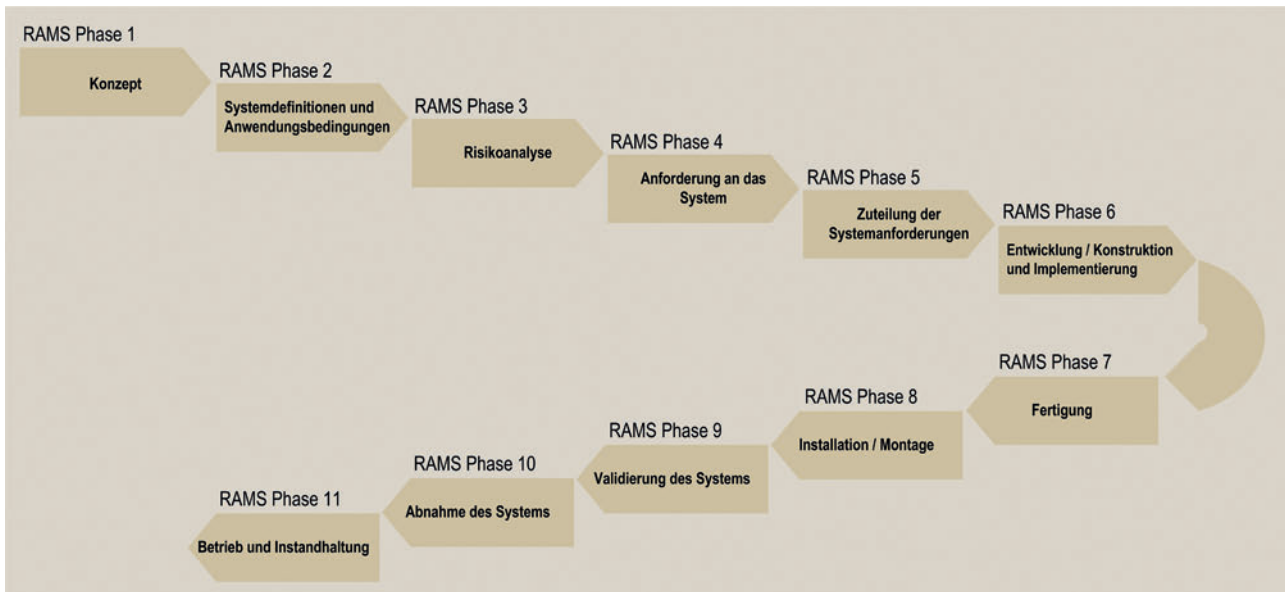 RAMS Phase 1
Konzept
RAMS Phase 2
Systemdefinitionen und
Anwendungsbedingungen
RAMS Phase 3
Risikoanalyse
RAMS Phase 4
Anforderung an das
System
RAMS Phase 5
Zuteilung der
Systemanforderungen
RAMS Phase 6
Entwicklung / Konstruktion
und Implementierung
RAMS Phase 7
Fertigung
RAMS Phase 8
Installation / Montage
RAMS Phase 9
Validierung des Systems
RAMS Phase 10
Abnahme des Systems
RAMS Phase 11
Betrieb und Instandhaltung